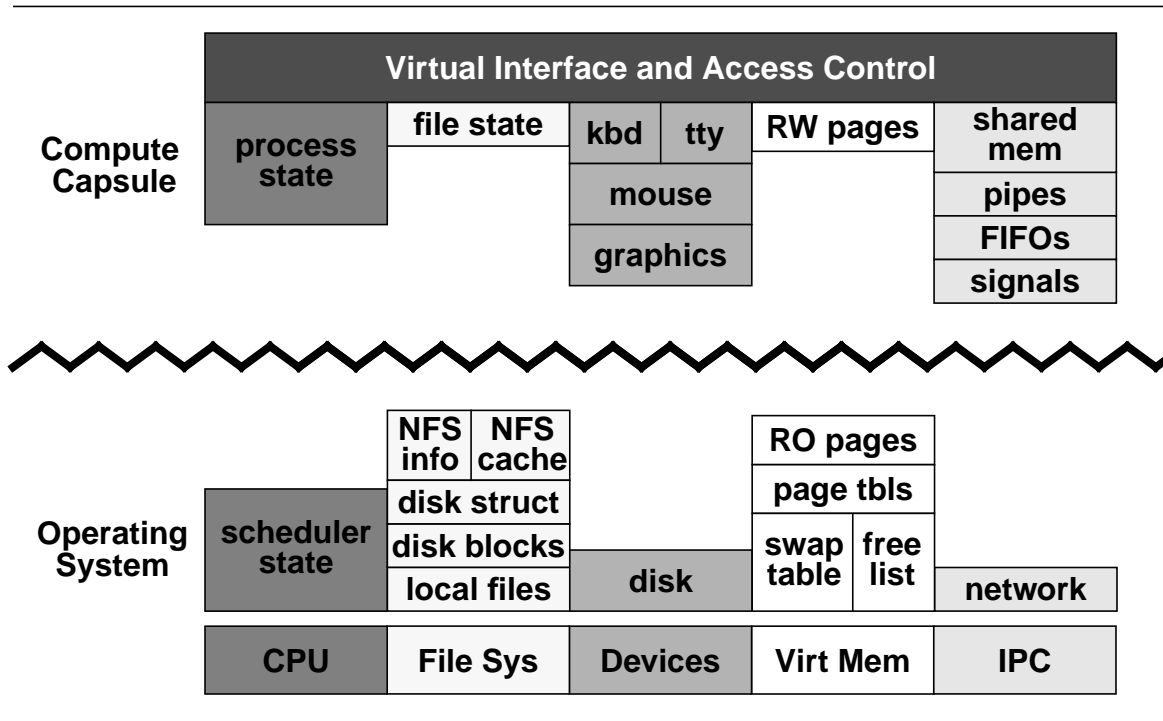 Virtual Interface and Access Control
Compute
Capsule
process
state
file state
kbd
tty
mouse
graphics
RW pages
shared
mem
pipes
FIFOs
signals
Operating
System
scheduler
state
NFS
info
NFS
cache
disk struct
disk blocks
local files
disk
RO pages
page tbls
swap
table
free
list
network
CPU
File Sys
Devices
Virt Mem
IPC